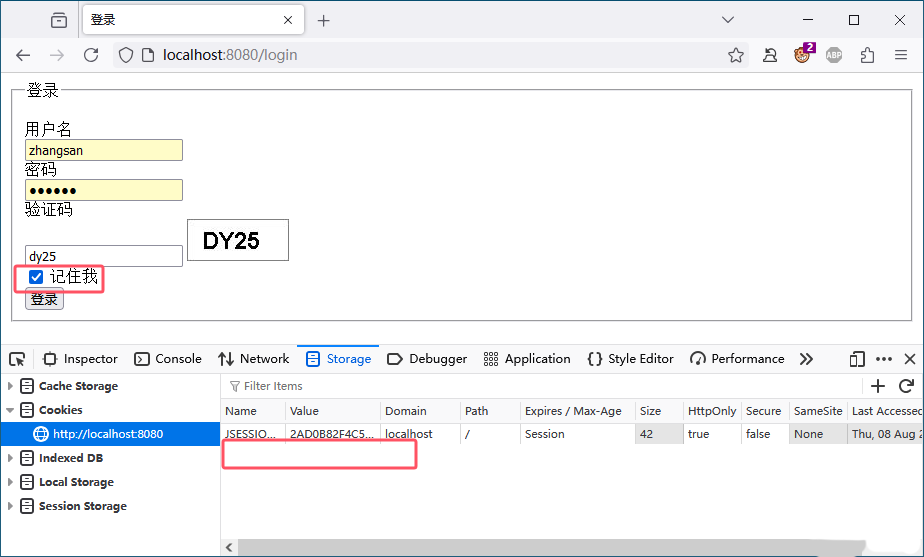 登录
localhost:8080/login
2
ABP
登录
用户名
zhangsan
密码
验证码
DY25
dy25
记住我
登录
Inspector Console Network Storage Debugger Application Style Editor Performance
Cache Storage
Cookies
http://localhost:8080
Indexed DB
Local Storage
Session Storage
Filter Items
Name Value Domain Path Expires / Max-Age Size HttpOnly Secure SameSite Last Accessed
JSESSIO... 2AD0B82F4C5... localhost / Session 42 true false None Thu, 08 Aug 2